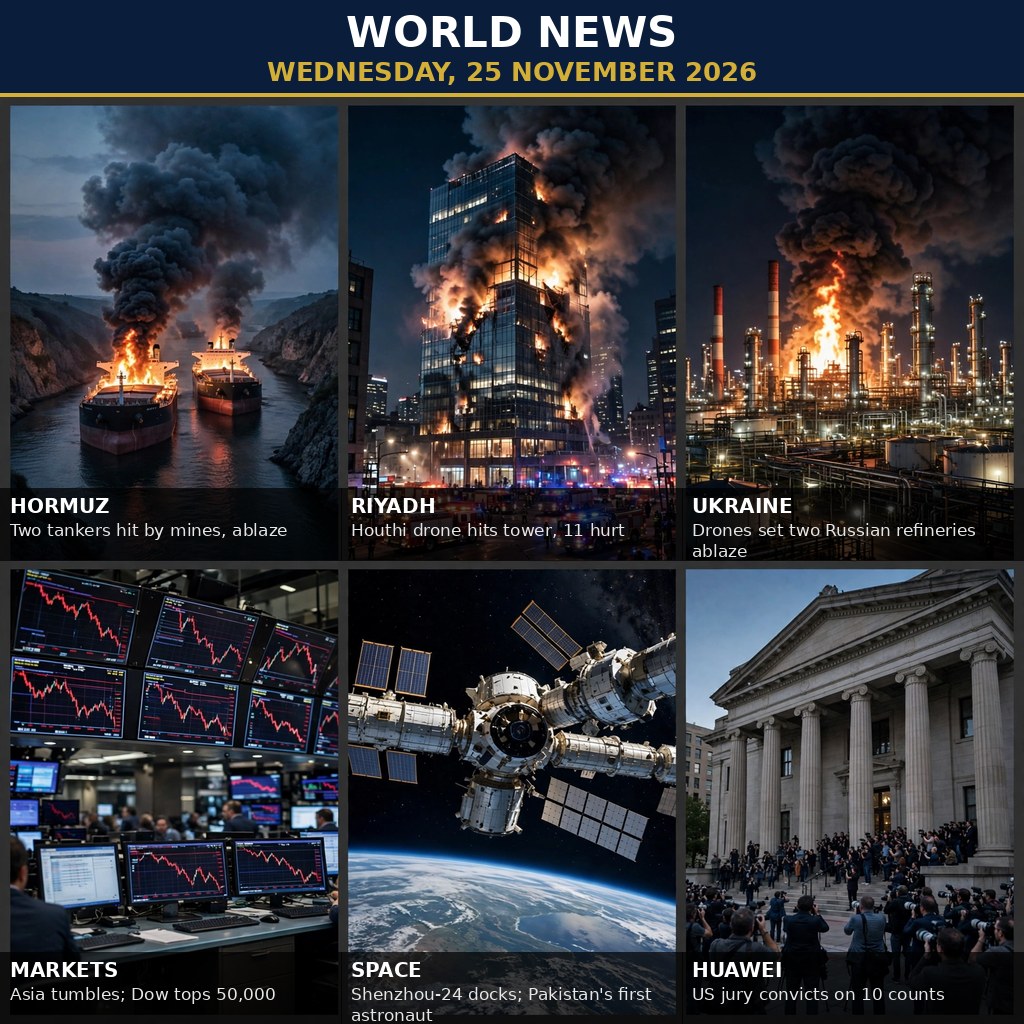 WORLD NEWS
WEDNESDAY, 25 NOVEMBER 2026
HORMUZ
Two tankers hit by mines, ablaze
RIYADH
Houthi drone hits tower, 11 hurt
UKRAINE
Drones set two Russian refineries
ablaze
MARKETS
Asia tumbles; Dow tops 50,000
SPACE
Shenzhou-24 docks; Pakistan's first
astronaut
HUAWEI
US jury convicts on 10 counts